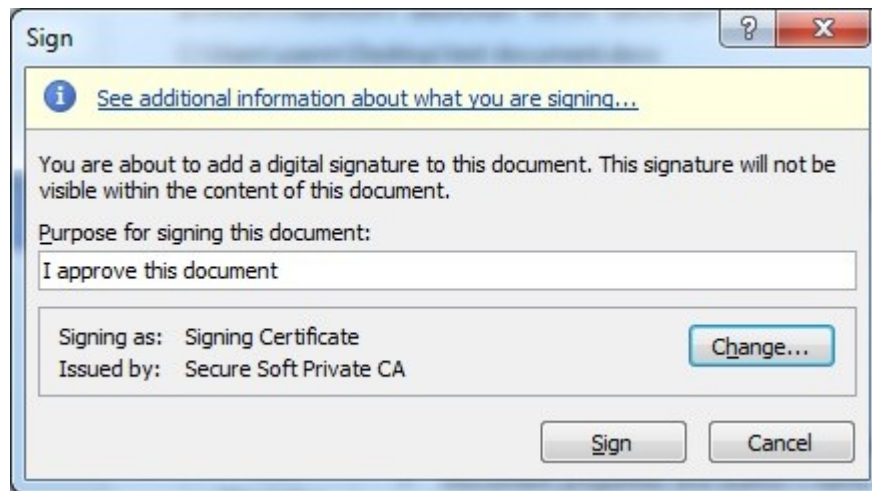 Sign
See additional information about what you are signing...
You are about to add a digital signature to this document. This signature will not be
visible within the content of this document.
Purpose for signing this document:
I approve this document
Signing as: Signing Certificate
Change...
Issued by: Secure Soft Private CA
Sign Cancel